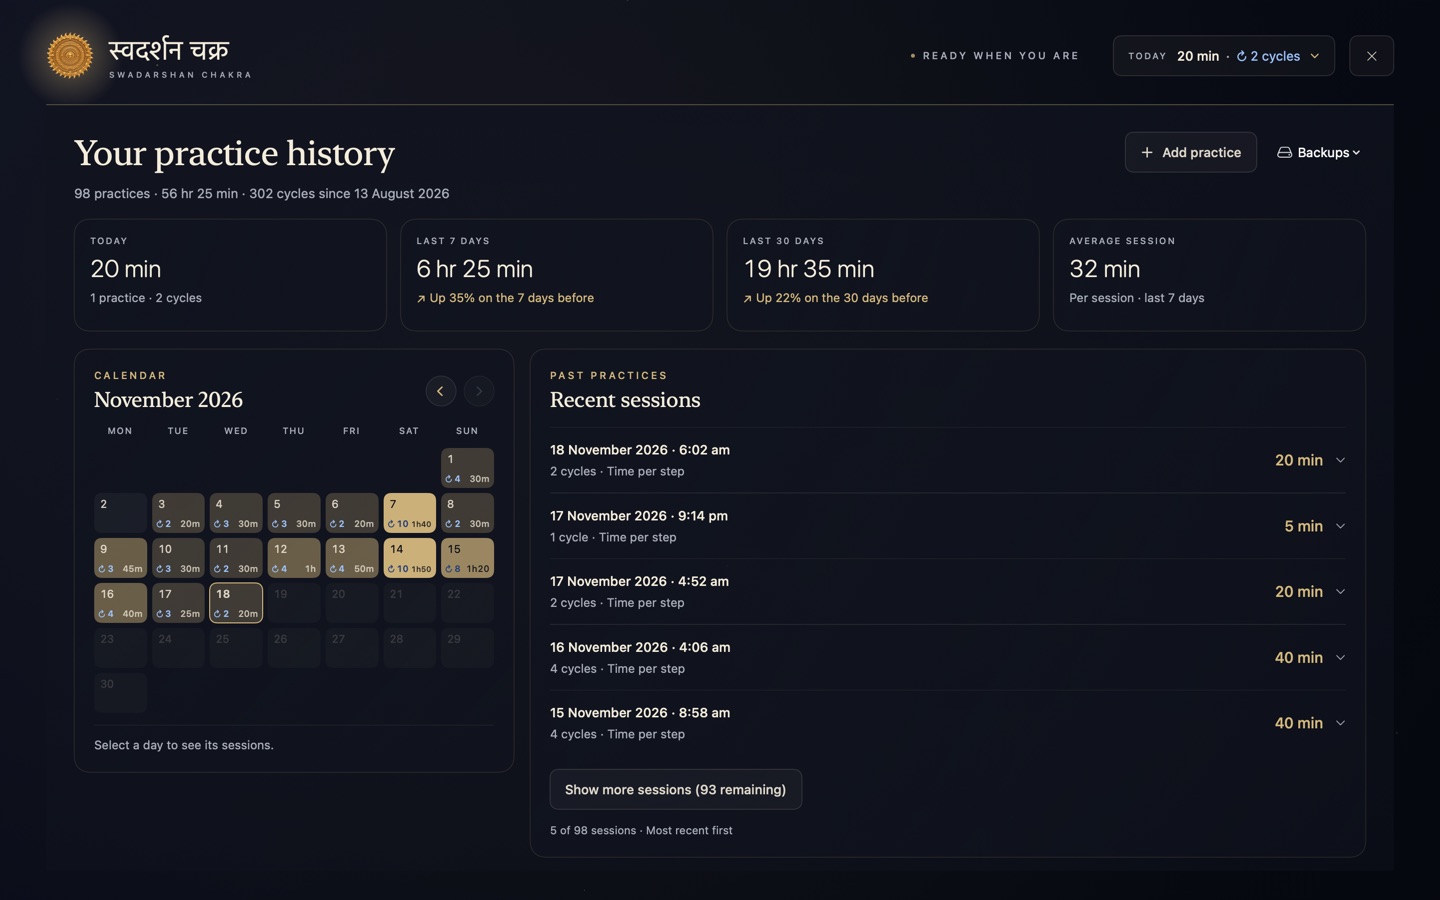 स्वदर्शन चक्र
SWADARSHAN CHAKRA
READY WHEN YOU ARE
TODAY 20 min · 2 cycles
Your practice history
Add practice
Backups
98 practices · 56 hr 25 min · 302 cycles since 13 August 2026
TODAY
20 min
1 practice · 2 cycles
LAST 7 DAYS
6 hr 25 min
↗ Up 35% on the 7 days before
LAST 30 DAYS
19 hr 35 min
↗ Up 22% on the 30 days before
AVERAGE SESSION
32 min
Per session · last 7 days
CALENDAR
November 2026
MON TUE WED THU FRI SAT SUN
1
4 30m
2 3 4 5 6 7 8
2 20m 3 30m 3 30m 2 20m 10 1h40 2 30m
9 10 11 12 13 14 15
3 45m 3 30m 2 30m 4 1h 4 50m 10 1h50 8 1h20
16 17 18 19 20 21 22
4 40m 3 25m 2 20m
23 24 25 26 27 28 29
30
Select a day to see its sessions.
PAST PRACTICES
Recent sessions
18 November 2026 · 6:02 am
2 cycles · Time per step
20 min
17 November 2026 · 9:14 pm
1 cycle · Time per step
5 min
17 November 2026 · 4:52 am
2 cycles · Time per step
20 min
16 November 2026 · 4:06 am
4 cycles · Time per step
40 min
15 November 2026 · 8:58 am
4 cycles · Time per step
40 min
Show more sessions (93 remaining)
5 of 98 sessions · Most recent first